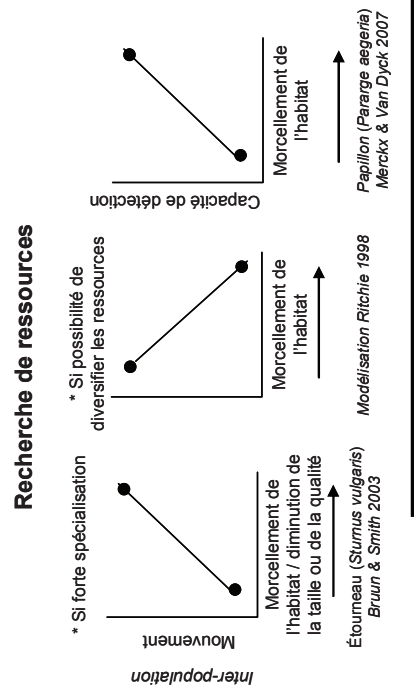 Recherche de ressources
Inter-population
* Si forte spécialisation
Mouvement
Morcellement de
l'habitat / diminution de
la taille ou de la qualité
Étourneau (Sturnus vulgaris)
Bruun & Smith 2003
* Si possibilité de
diversifier les ressources
Morcellement de
l'habitat
Modélisation Ritchie 1998
Capacité de détection
Morcellement de
l'habitat
Papillon (Pararge aegeria)
Merckx & Van Dyck 2007